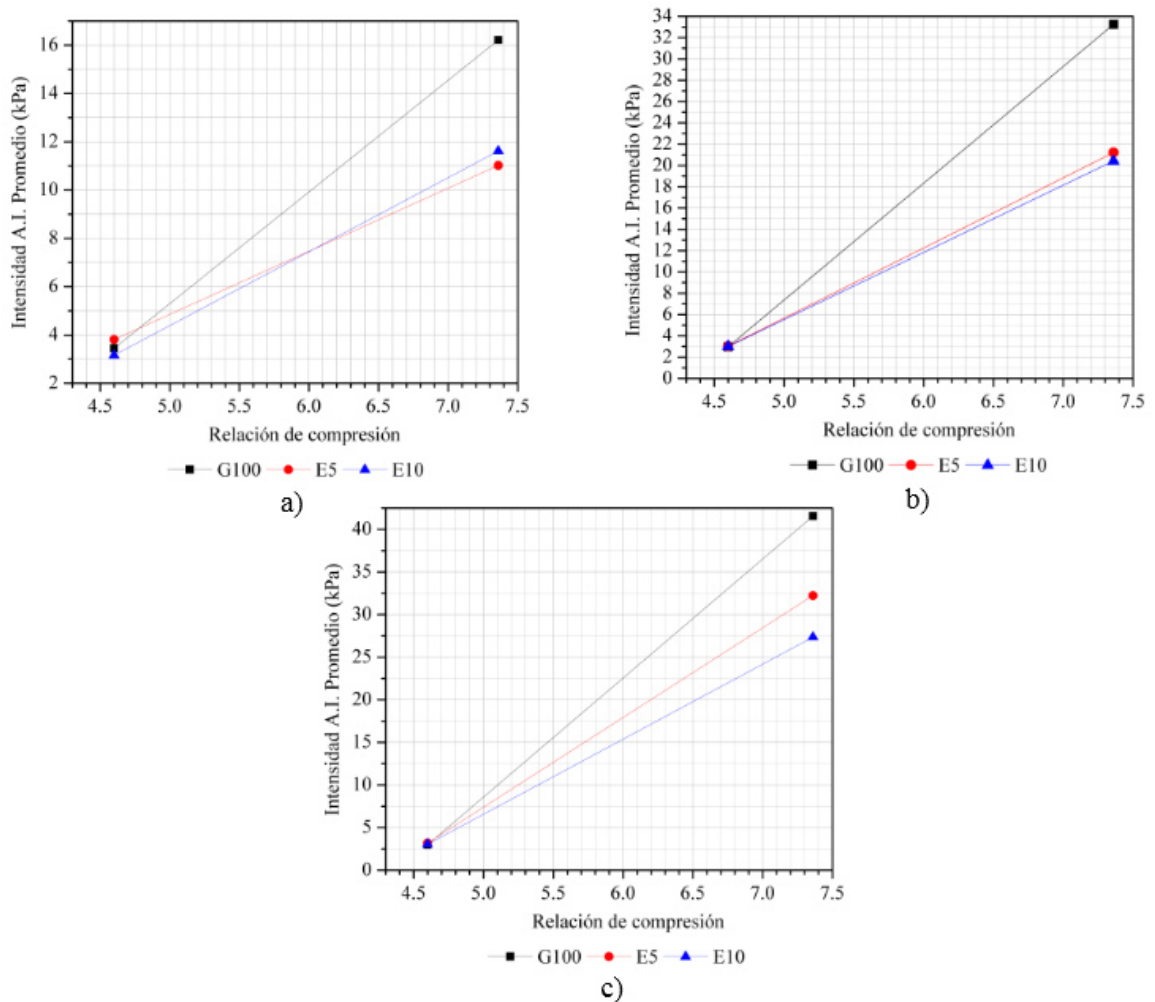 Intensidad A.I. Promedio (kPa)
16
14
12
10
8
6
4
2
4.5 5.0 5.5 6.0 6.5 7.0 7.5
Relación de compresión
G100 E5 E10
a)
Intensidad A.I. Promedio (kPa)
34
32
30
28
26
24
22
20
18
16
14
12
10
8
6
4
2
0
4.5 5.0 5.5 6.0 6.5 7.0 7.5
Relación de compresión
G100 E5 E10
b)
Intensidad A.I. Promedio (kPa)
40
35
30
25
20
15
10
5
0
4.5 5.0 5.5 6.0 6.5 7.0 7.5
Relación de compresión
G100 E5 E10
c)